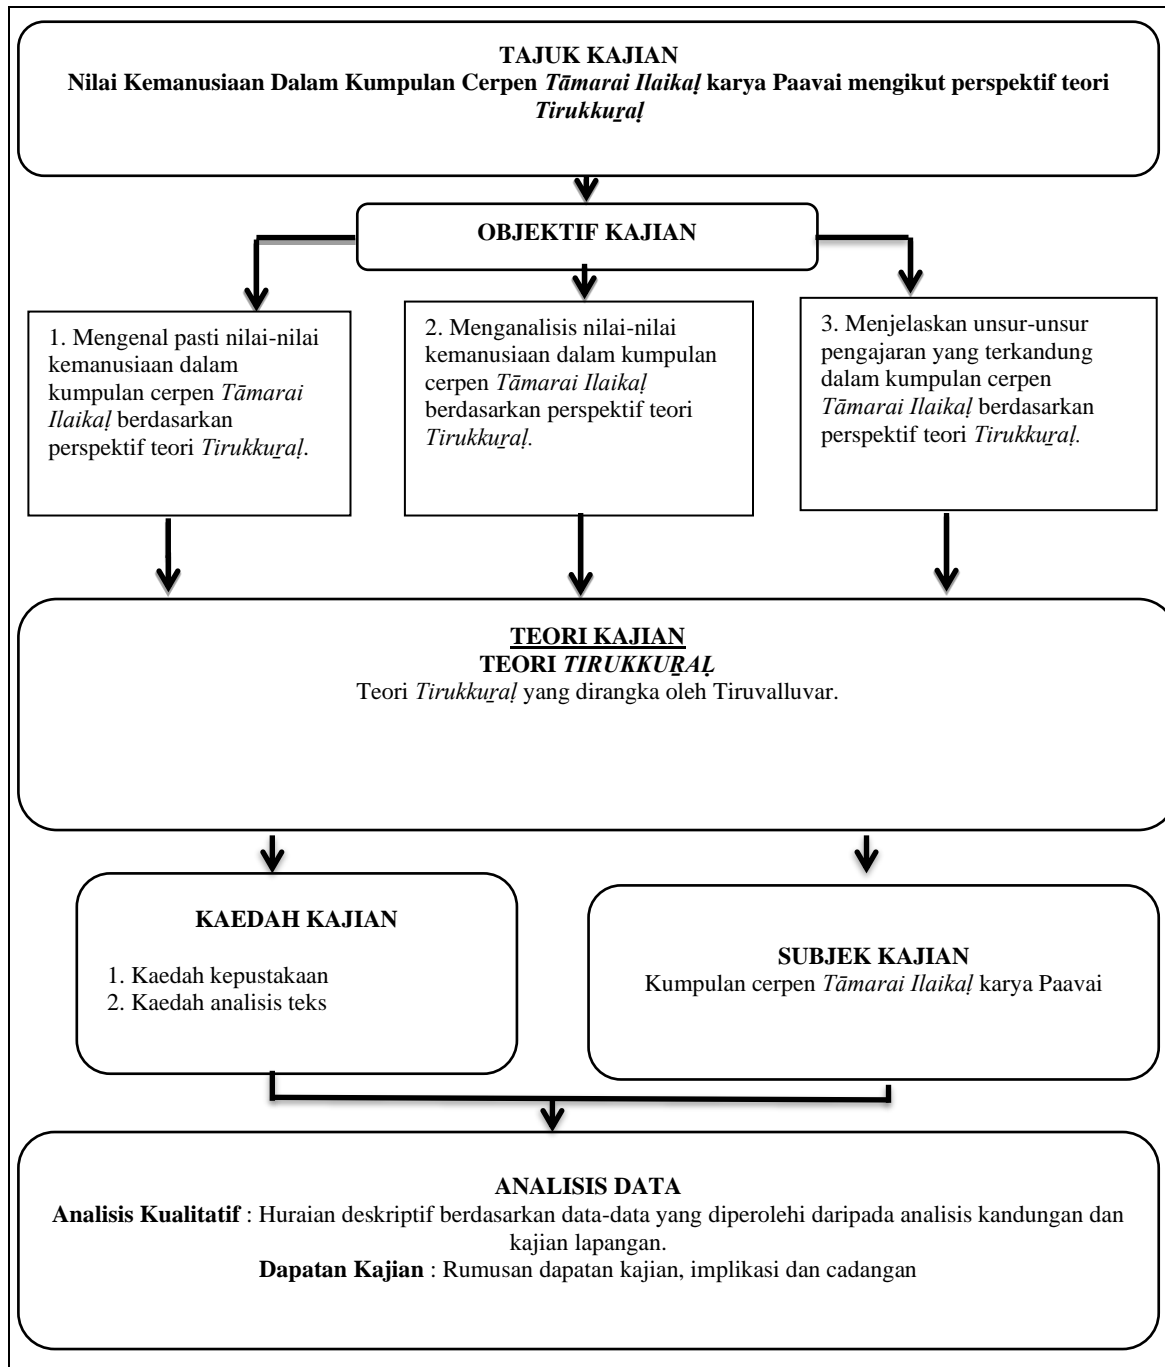 TAJUK KAJIAN
Nilai Kemanusiaan Dalam Kumpulan Cerpen Tāmarai Ilaikaḷ karya Paavai mengikut perspektif teori
Tirukkuṟaḷ
OBJEKTIF KAJIAN
1. Mengenal pasti nilai-nilai
kemanusiaan dalam
kumpulan cerpen Tāmarai
Ilaikaḷ berdasarkan
perspektif teori Tirukkuṟaḷ.
2. Menganalisis nilai-nilai
kemanusiaan dalam kumpulan
cerpen Tāmarai Ilaikaḷ
berdasarkan perspektif teori
Tirukkuṟaḷ.
3. Menjelaskan unsur-unsur
pengajaran yang terkandung
dalam kumpulan cerpen
Tāmarai Ilaikaḷ berdasarkan
perspektif teori Tirukkuṟaḷ.
TEORI KAJIAN
TEORI TIRUKKUṞAḶ
Teori Tirukkuṟaḷ yang dirangka oleh Tiruvalluvar.
KAEDAH KAJIAN
1. Kaedah kepustakaan
2. Kaedah analisis teks
SUBJEK KAJIAN
Kumpulan cerpen Tāmarai Ilaikaḷ karya Paavai
ANALISIS DATA
Analisis Kualitatif : Huraian deskriptif berdasarkan data-data yang diperolehi daripada analisis kandungan dan
kajian lapangan.
Dapatan Kajian : Rumusan dapatan kajian, implikasi dan cadangan